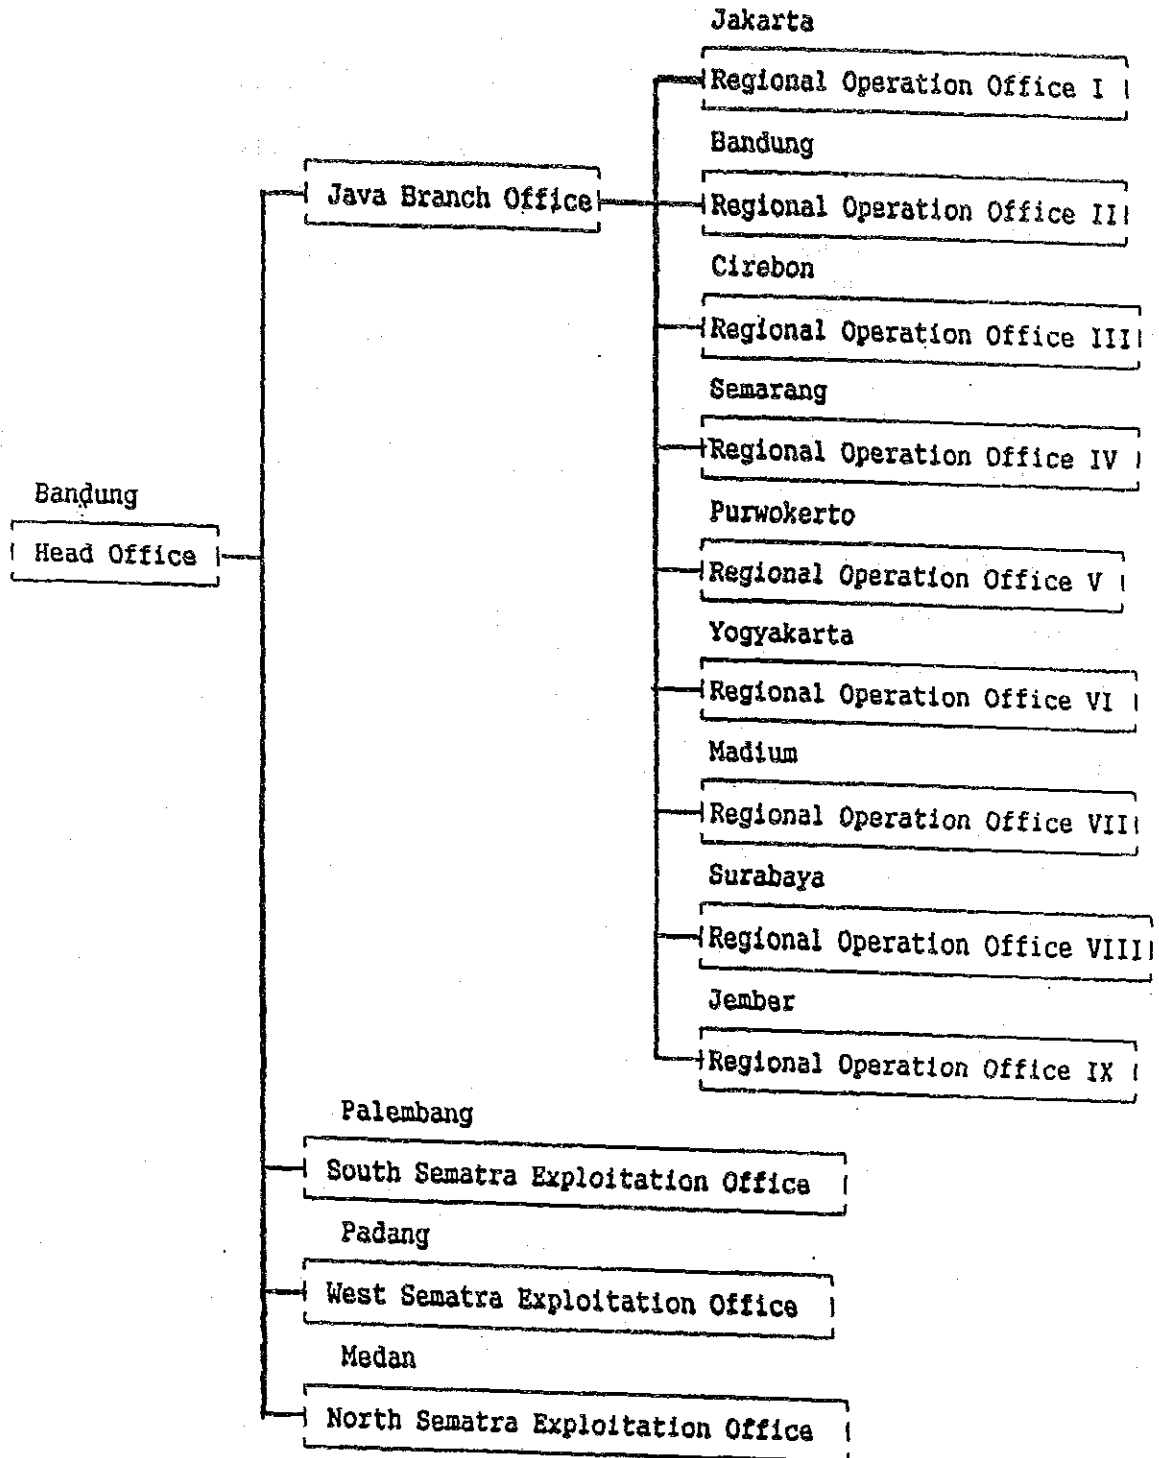 Jakarta
Regional Operation Office I
Bandung
Java Branch Office
Regional Operation Office II
Cirebon
Regional Operation Office III
Semarang
Regional Operation Office IV
Bandung
Head Office
Purwokerto
Regional Operation Office V
Yogyakarta
Regional Operation Office VI
Madium
Regional Operation Office VII
Surabaya
Regional Operation Office VIII
Jember
Regional Operation Office IX
Palembang
South Sematra Exploitation Office
Padang
West Sematra Exploitation Office
Medan
North Sematra Exploitation Office